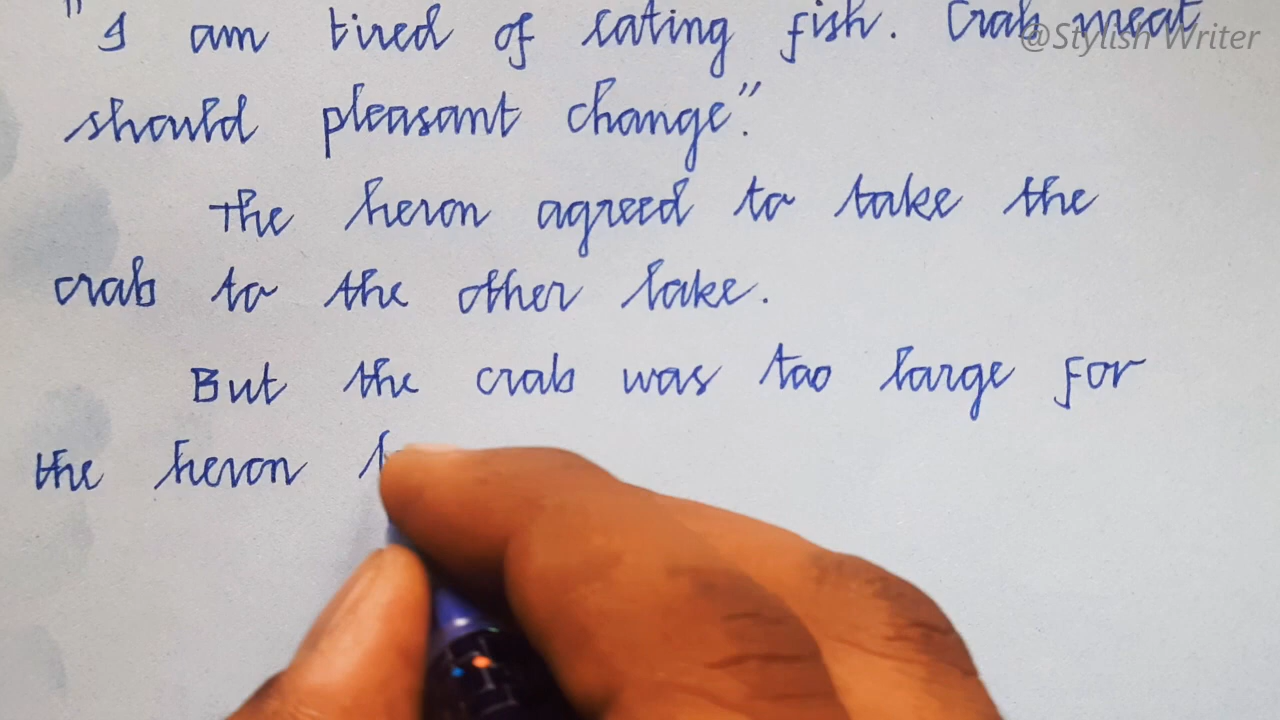 "I am tired of eating fish. Crab meat
@Stylish Writer
should pleasant change".
The heron agreed to take the
crab to the other lake.
But the crab was too large for
the heron